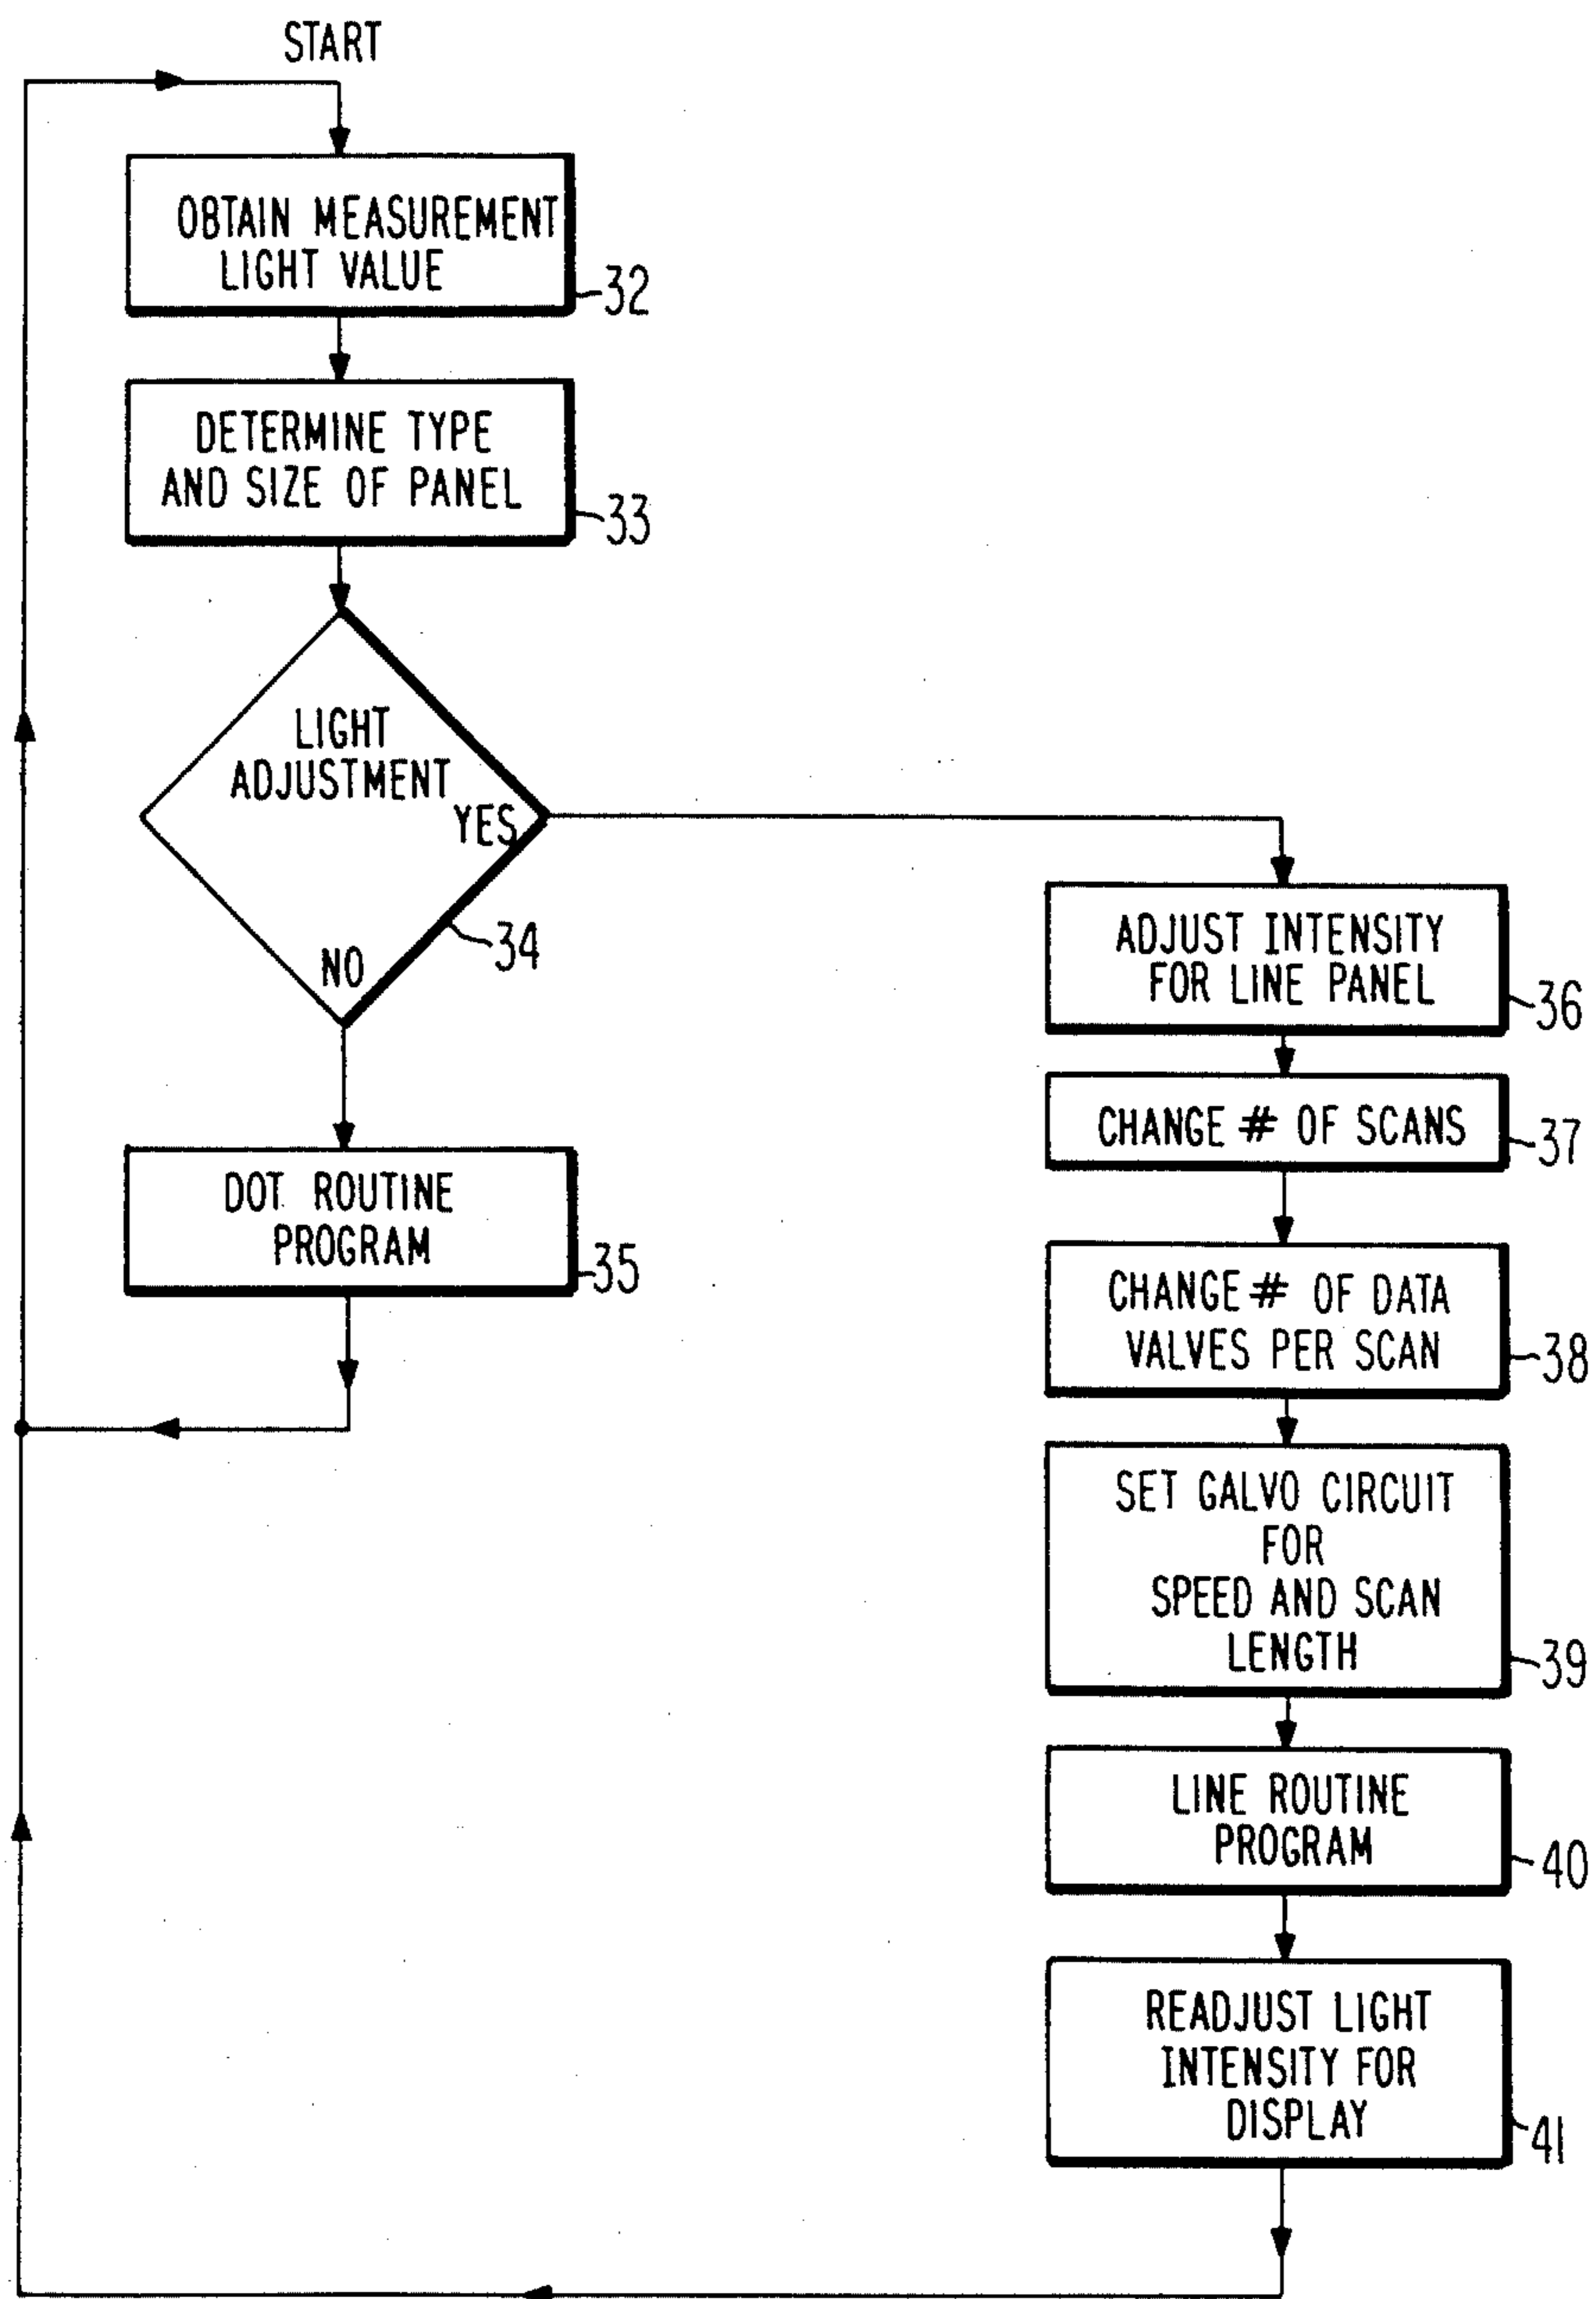 START
OBTAIN MEASUREMENT
LIGHT VALUE
32
DETERMINE TYPE
AND SIZE OF PANEL
33
LIGHT
ADJUSTMENT
YES
34
NO
DOT ROUTINE
PROGRAM
35
ADJUST INTENSITY
FOR LINE PANEL
36
CHANGE # OF SCANS
37
CHANGE # OF DATA
VALVES PER SCAN
38
SET GALVO CIRCUIT
FOR
SPEED AND SCAN
LENGTH
39
LINE ROUTINE
PROGRAM
40
READJUST LIGHT
INTENSITY FOR
DISPLAY
41